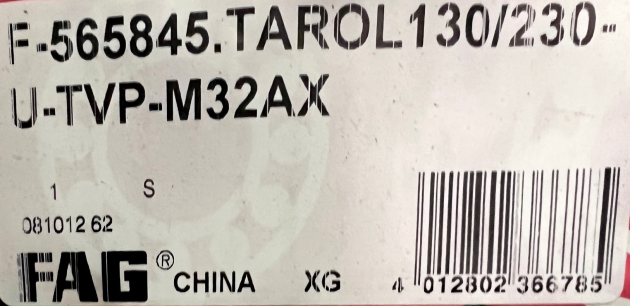 F-565845.TAROL130/230-
U-TVP-M32AX
1 S
081012 62
FAG® CHINA XG 4 012802 366785